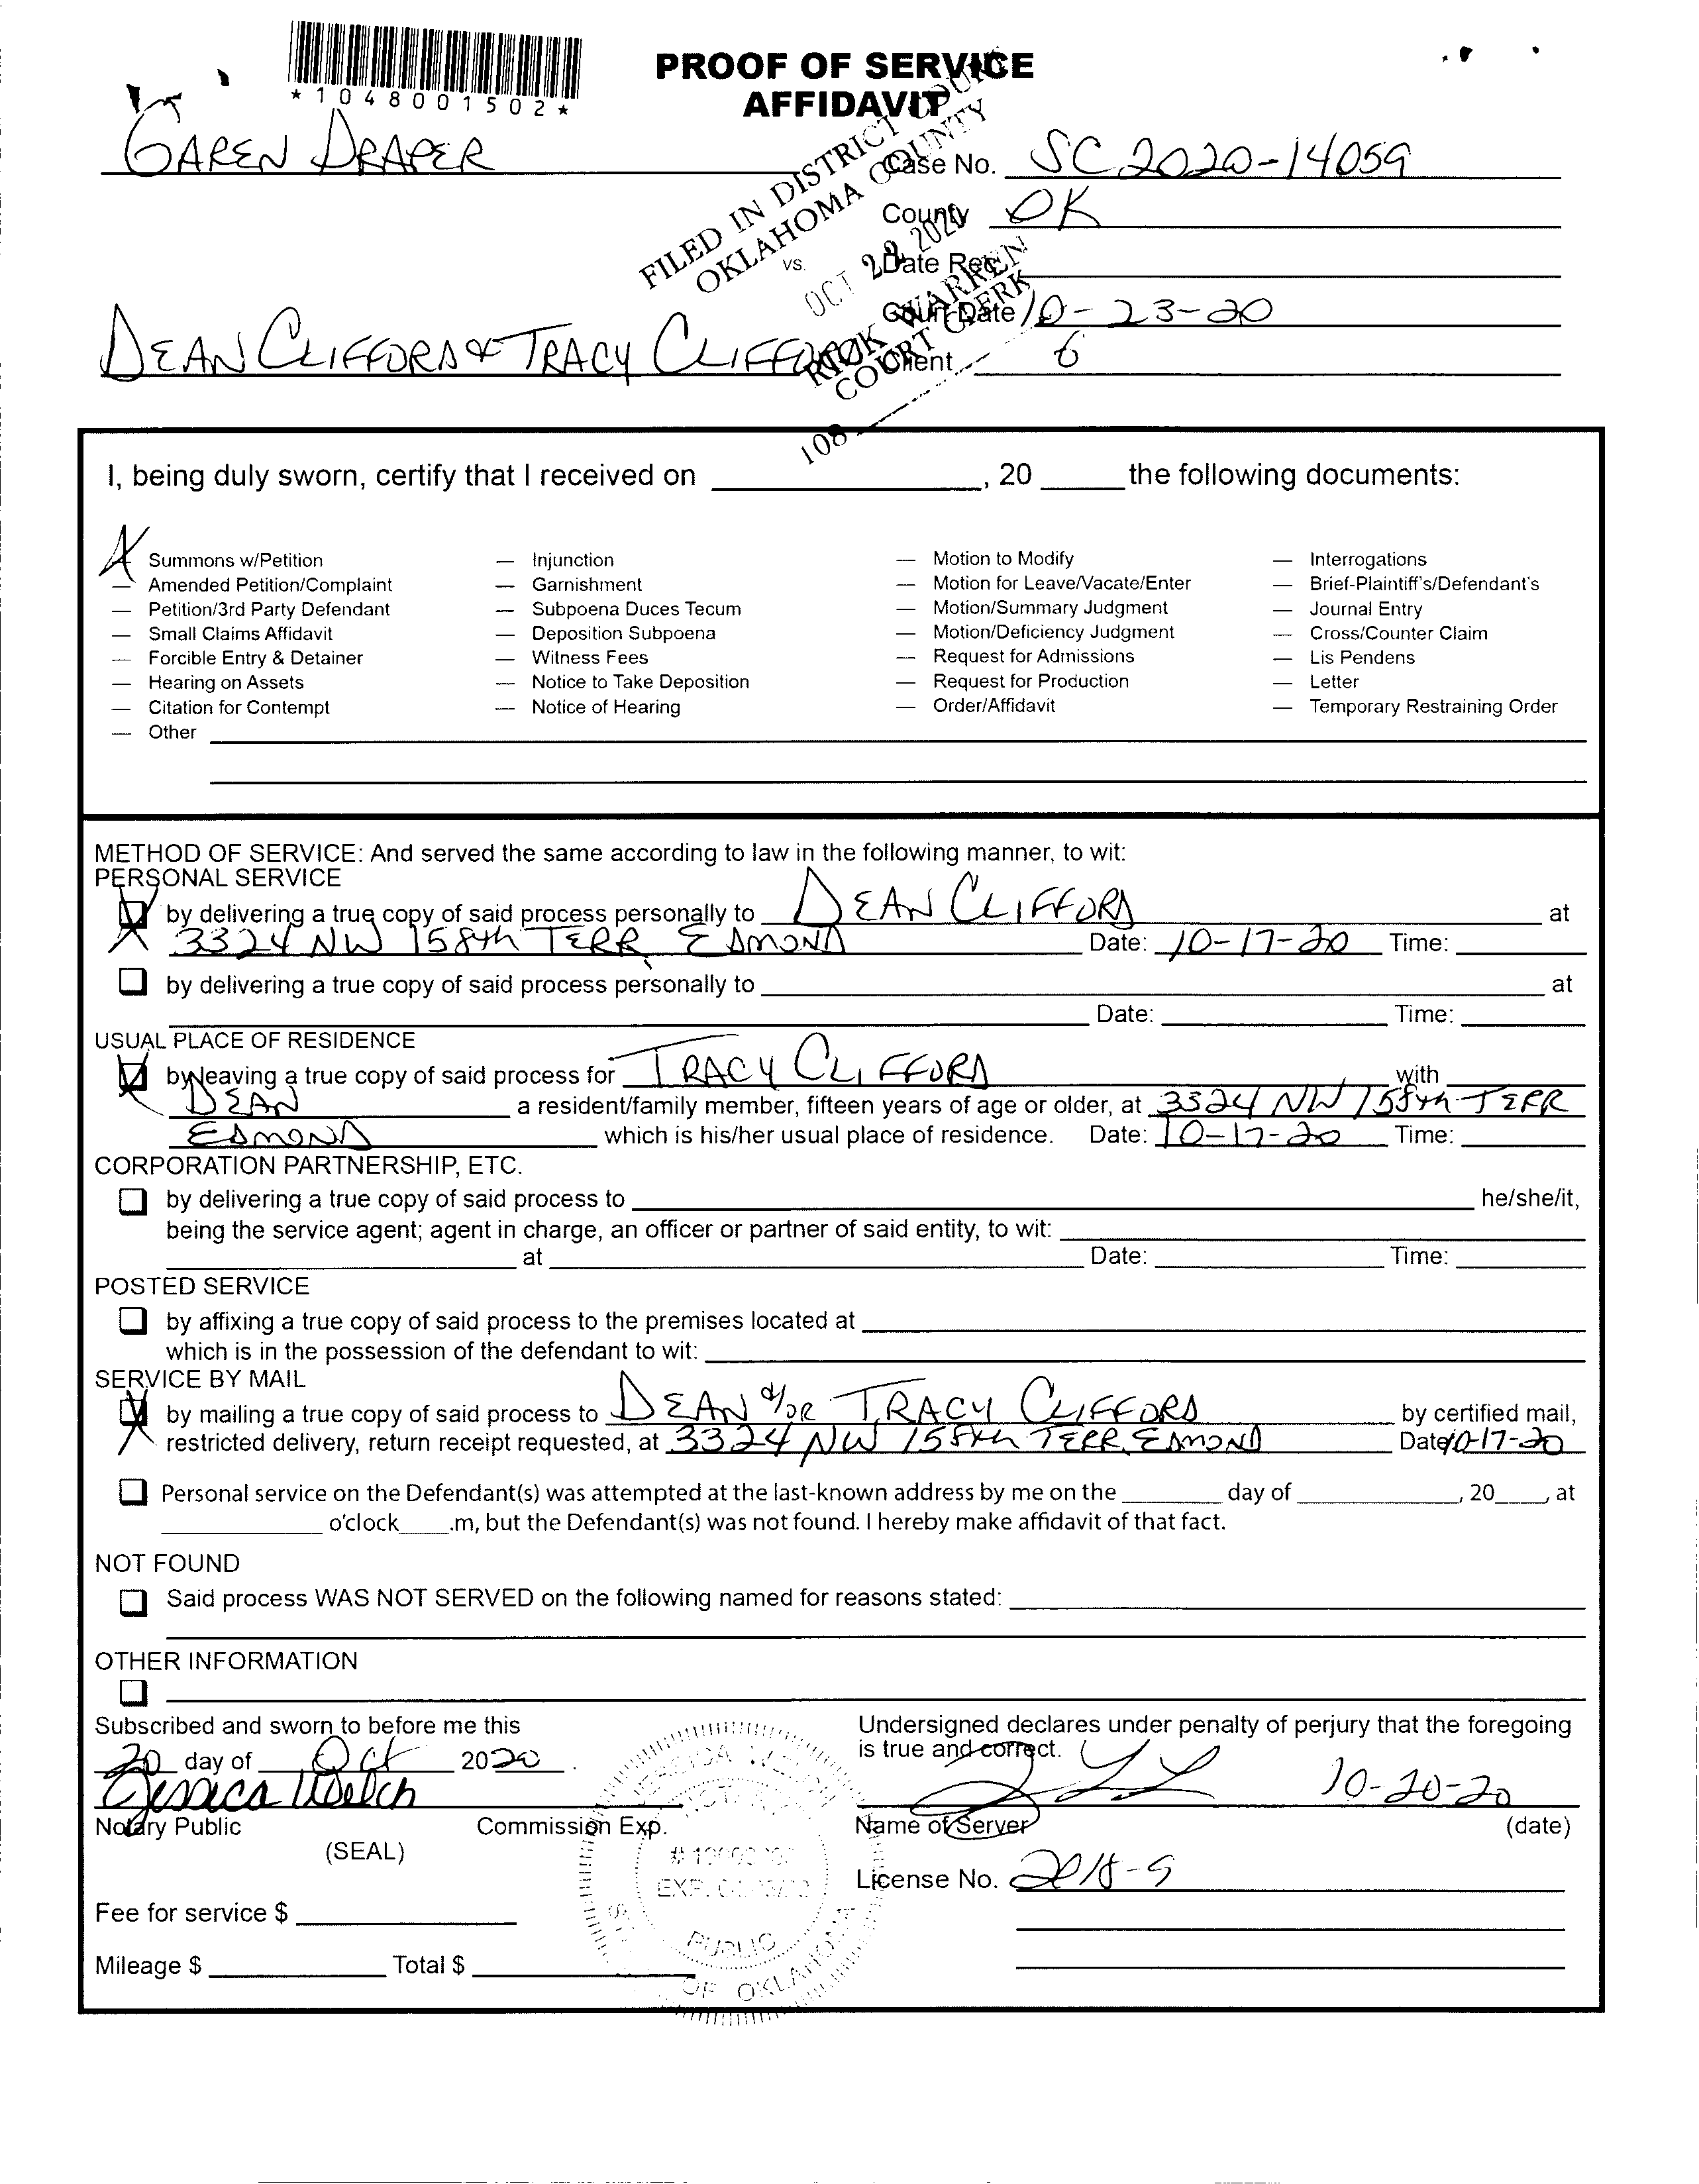 *1048001502*
PROOF OF SERVICE
AFFIDAVIT
GAREN DRAPER
Case No. SC 2020-14059
County OK
FILED IN DISTRICT COURT
OKLAHOMA COUNTY
OCT 2 2020
RICK WARREN
COURT CLERK
108
vs.
Date Rec.
Court Date 10-23-20
DEAN CLIFFORD & TRACY CLIFFORD
Client 6
I, being duly sworn, certify that I received on ____, 20 ____ the following documents:
X Summons w/Petition — Injunction — Motion to Modify — Interrogations
— Amended Petition/Complaint — Garnishment — Motion for Leave/Vacate/Enter — Brief-Plaintiff's/Defendant's
— Petition/3rd Party Defendant — Subpoena Duces Tecum — Motion/Summary Judgment — Journal Entry
— Small Claims Affidavit — Deposition Subpoena — Motion/Deficiency Judgment — Cross/Counter Claim
— Forcible Entry & Detainer — Witness Fees — Request for Admissions — Lis Pendens
— Hearing on Assets — Notice to Take Deposition — Request for Production — Letter
— Citation for Contempt — Notice of Hearing — Order/Affidavit — Temporary Restraining Order
— Other
METHOD OF SERVICE: And served the same according to law in the following manner, to wit:
PERSONAL SERVICE
by delivering a true copy of said process personally to DEAN CLIFFORD at
3324 NW 158th TERR EDMOND Date: 10-17-20 Time:
by delivering a true copy of said process personally to ____ at
Date: ____ Time:
USUAL PLACE OF RESIDENCE
by leaving a true copy of said process for TRACY CLIFFORD with
DEAN a resident/family member, fifteen years of age or older, at 3324 NW 158th TERR
EDMOND which is his/her usual place of residence. Date: 10-17-20 Time:
CORPORATION PARTNERSHIP, ETC.
by delivering a true copy of said process to ____ he/she/it,
being the service agent; agent in charge, an officer or partner of said entity, to wit:
at ____ Date: ____ Time:
POSTED SERVICE
by affixing a true copy of said process to the premises located at
which is in the possession of the defendant to wit:
SERVICE BY MAIL
by mailing a true copy of said process to DEAN &/OR TRACY CLIFFORD by certified mail,
restricted delivery, return receipt requested, at 3324 NW 158th TERR, EDMOND Date 10-17-20
Personal service on the Defendant(s) was attempted at the last-known address by me on the ____ day of ____, 20____, at
____ o'clock____.m, but the Defendant(s) was not found. I hereby make affidavit of that fact.
NOT FOUND
Said process WAS NOT SERVED on the following named for reasons stated:
OTHER INFORMATION
Subscribed and sworn to before me this
20 day of Oct 2020.
Jessica Welch
Notary Public Commission Exp.
(SEAL)
Undersigned declares under penalty of perjury that the foregoing
is true and correct.
10-20-20
Name of Server (date)
License No. 2018-9
PUBLIC
OF OKLAHOMA
Fee for service $
Mileage $ ____ Total $